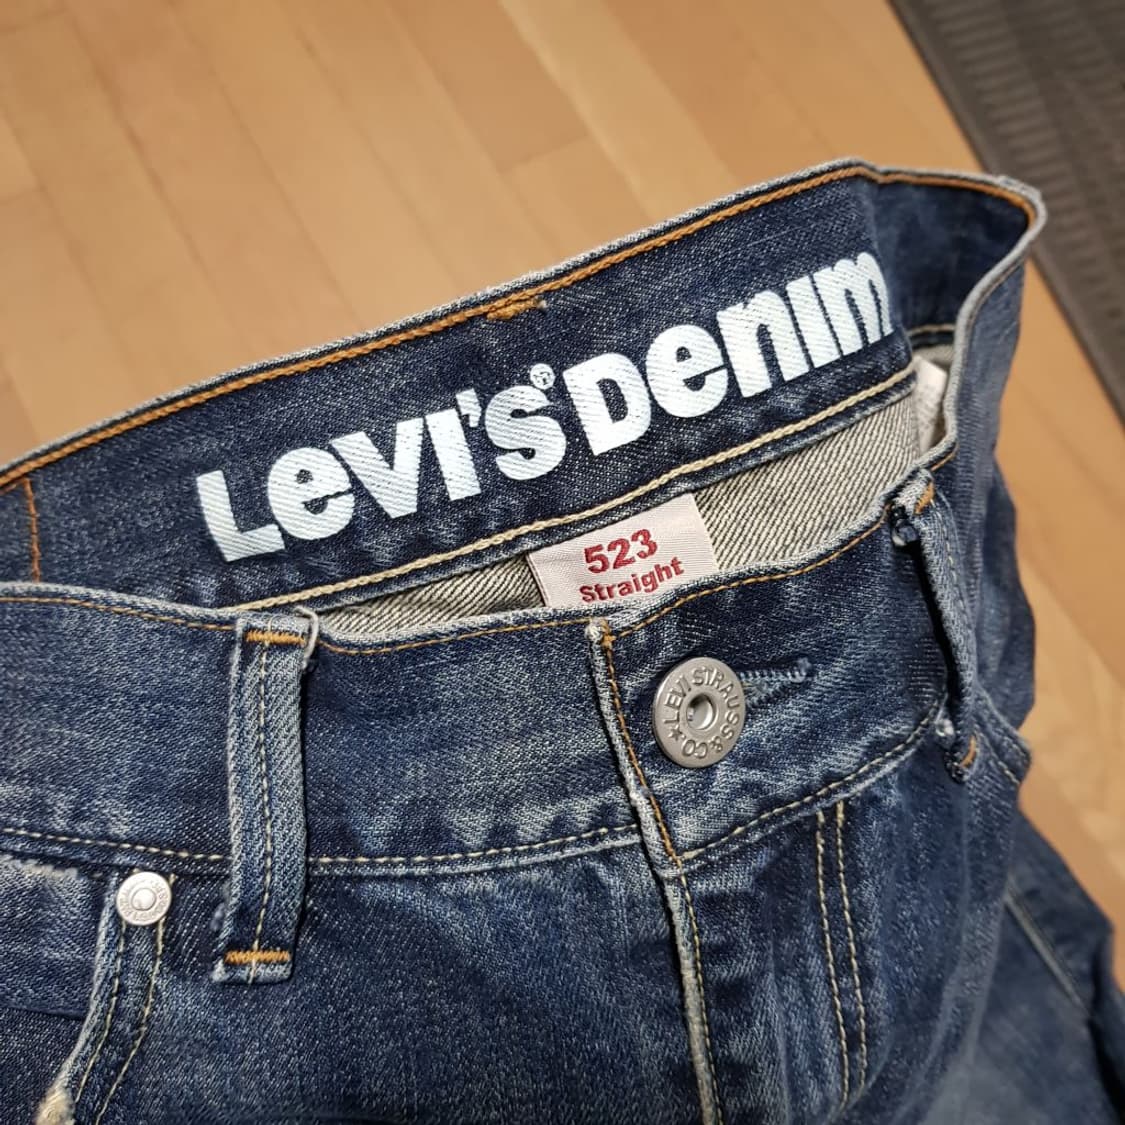 Levi's® Denim
523
Straight
LEVI STRAUSS & CO ★